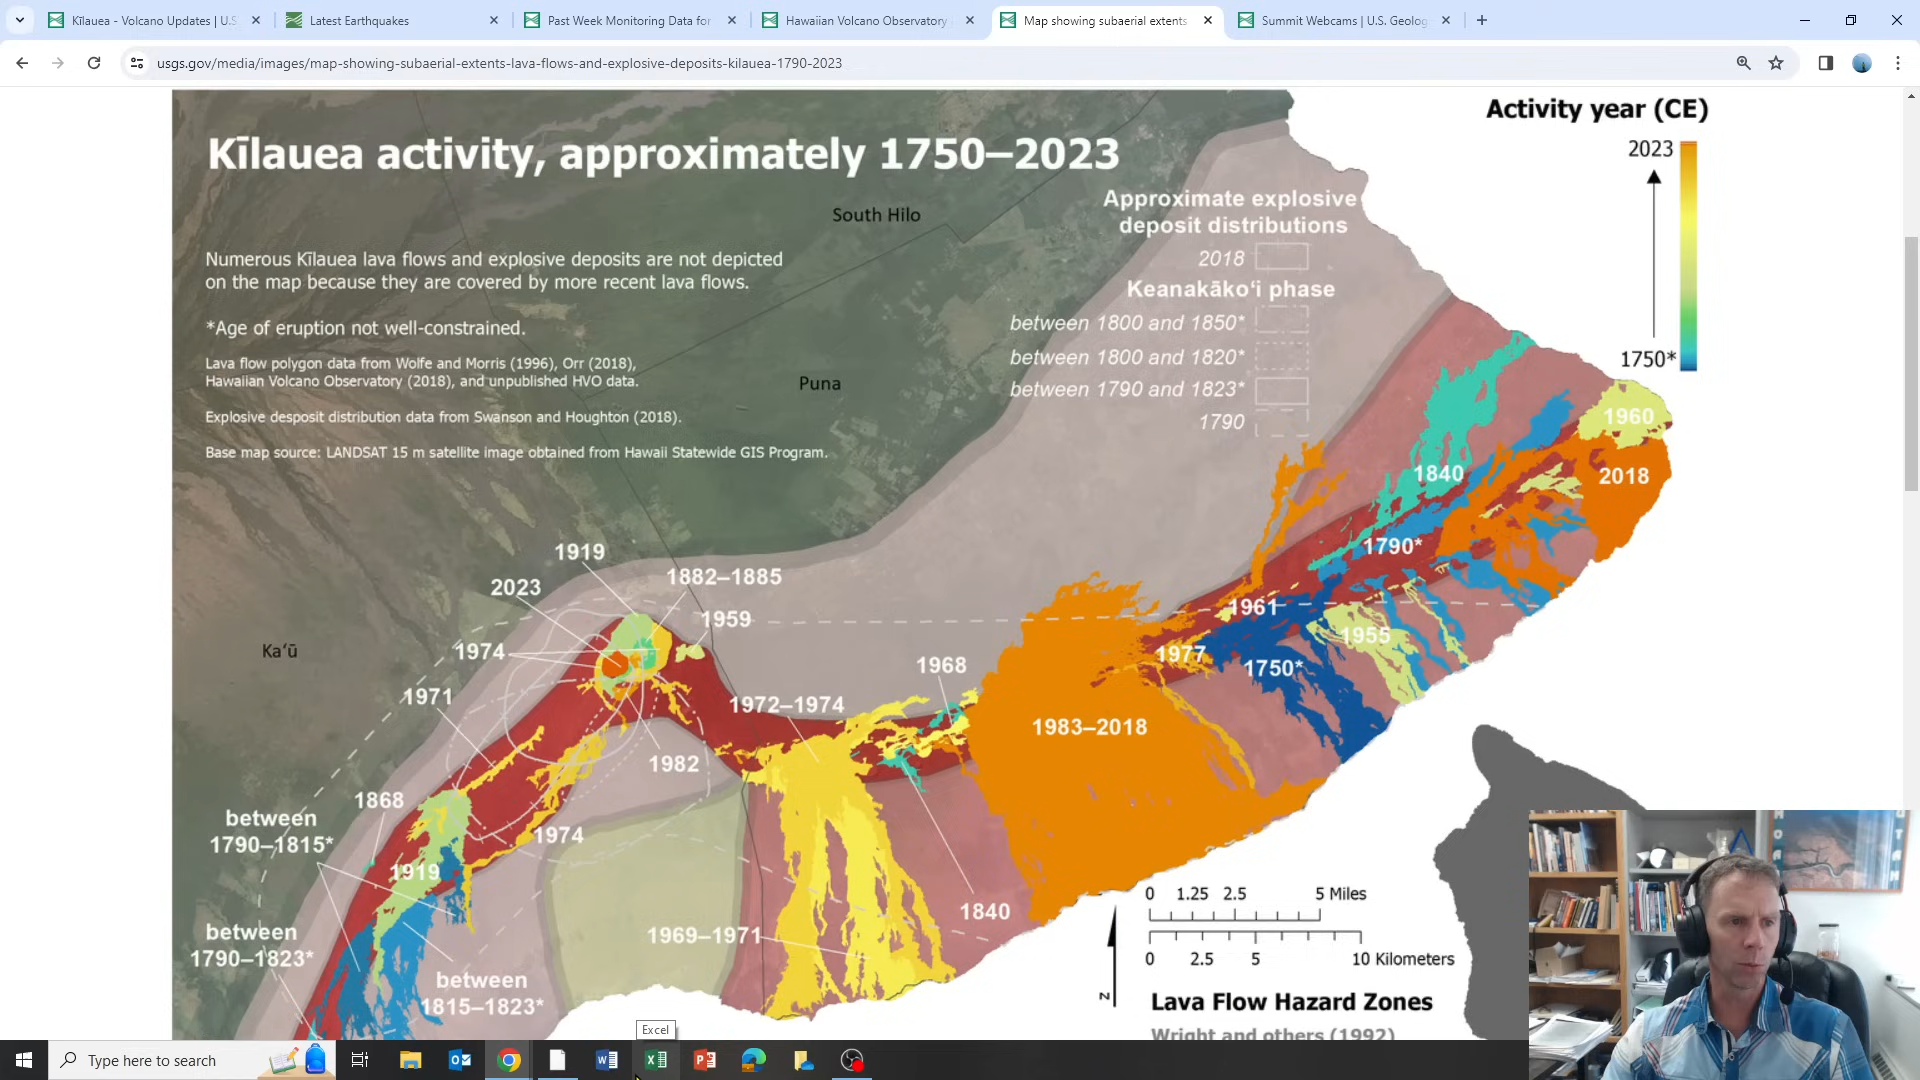 Kīlauea - Volcano Updates | U.S.
Latest Earthquakes
Past Week Monitoring Data for
Hawaiian Volcano Observatory
Map showing subaerial extents
Summit Webcams | U.S. Geolog
usgs.gov/media/images/map-showing-subaerial-extents-lava-flows-and-explosive-deposits-kilauea-1790-2023
Kīlauea activity, approximately 1750–2023
Activity year (CE)
2023
1750*
South Hilo
Approximate explosive
deposit distributions
2018
Keanakākoʻi phase
between 1800 and 1850*
between 1800 and 1820*
between 1790 and 1823*
1790
Numerous Kīlauea lava flows and explosive deposits are not depicted
on the map because they are covered by more recent lava flows.
*Age of eruption not well-constrained.
Lava flow polygon data from Wolfe and Morris (1996), Orr (2018),
Hawaiian Volcano Observatory (2018), and unpublished HVO data.
Explosive desposit distribution data from Swanson and Houghton (2018).
Base map source: LANDSAT 15 m satellite image obtained from Hawaii Statewide GIS Program.
Puna
1960
1840
2018
1790*
1919
1882–1885
2023
1959
1961
1955
Kaʻū
1974
1977
1750*
1968
1971
1972–1974
1983–2018
1982
1868
between
1790–1815*
1974
1919
1840
between
1790–1823*
1969–1971
between
1815–1823*
0 1.25 2.5 5 Miles
0 2.5 5 10 Kilometers
N
Lava Flow Hazard Zones
Wright and others (1992)
Excel
Type here to search